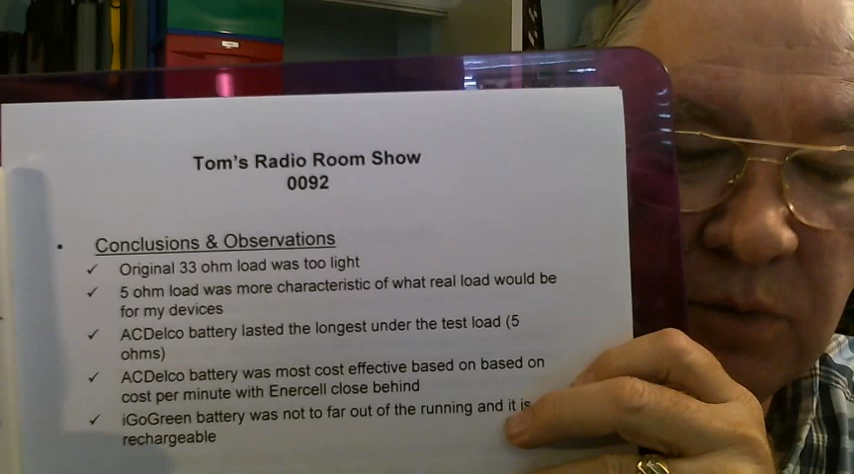 Tom's Radio Room Show
0092
• Conclusions & Observations
✓ Original 33 ohm load was too light
✓ 5 ohm load was more characteristic of what real load would be
for my devices
✓ ACDelco battery lasted the longest under the test load (5
ohms)
✓ ACDelco battery was most cost effective based on based on
cost per minute with Enercell close behind
✓ iGoGreen battery was not to far out of the running and it is
rechargeable